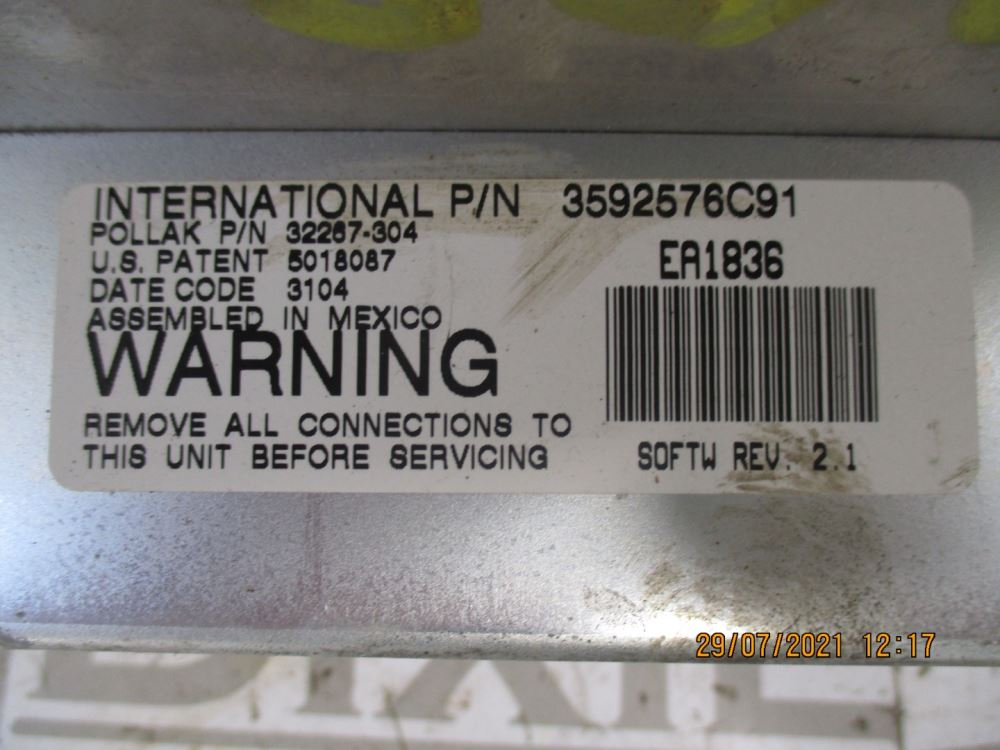 INTERNATIONAL P/N 3592576C91
POLLAK P/N 32267-304
U.S. PATENT 5018087
DATE CODE 3104
ASSEMBLED IN MEXICO
WARNING
REMOVE ALL CONNECTIONS TO
THIS UNIT BEFORE SERVICING
EA1836
SOFTW REV. 2.1
29/07/2021 12:17